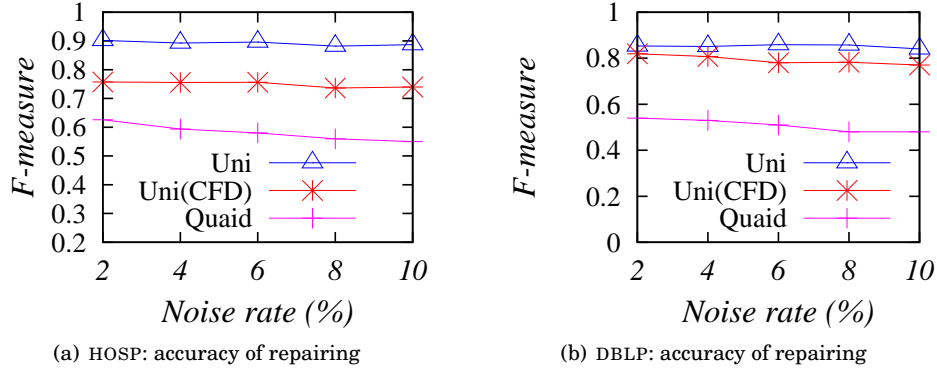 1
0.9
0.8
0.7
0.6
0.5
0.4
0.3
0.2
F-measure
Uni
Uni(CFD)
Quaid
2 4 6 8 10
Noise rate (%)
(a) HOSP: accuracy of repairing
1
0.8
0.6
0.4
0.2
0
F-measure
Uni
Uni(CFD)
Quaid
2 4 6 8 10
Noise rate (%)
(b) DBLP: accuracy of repairing